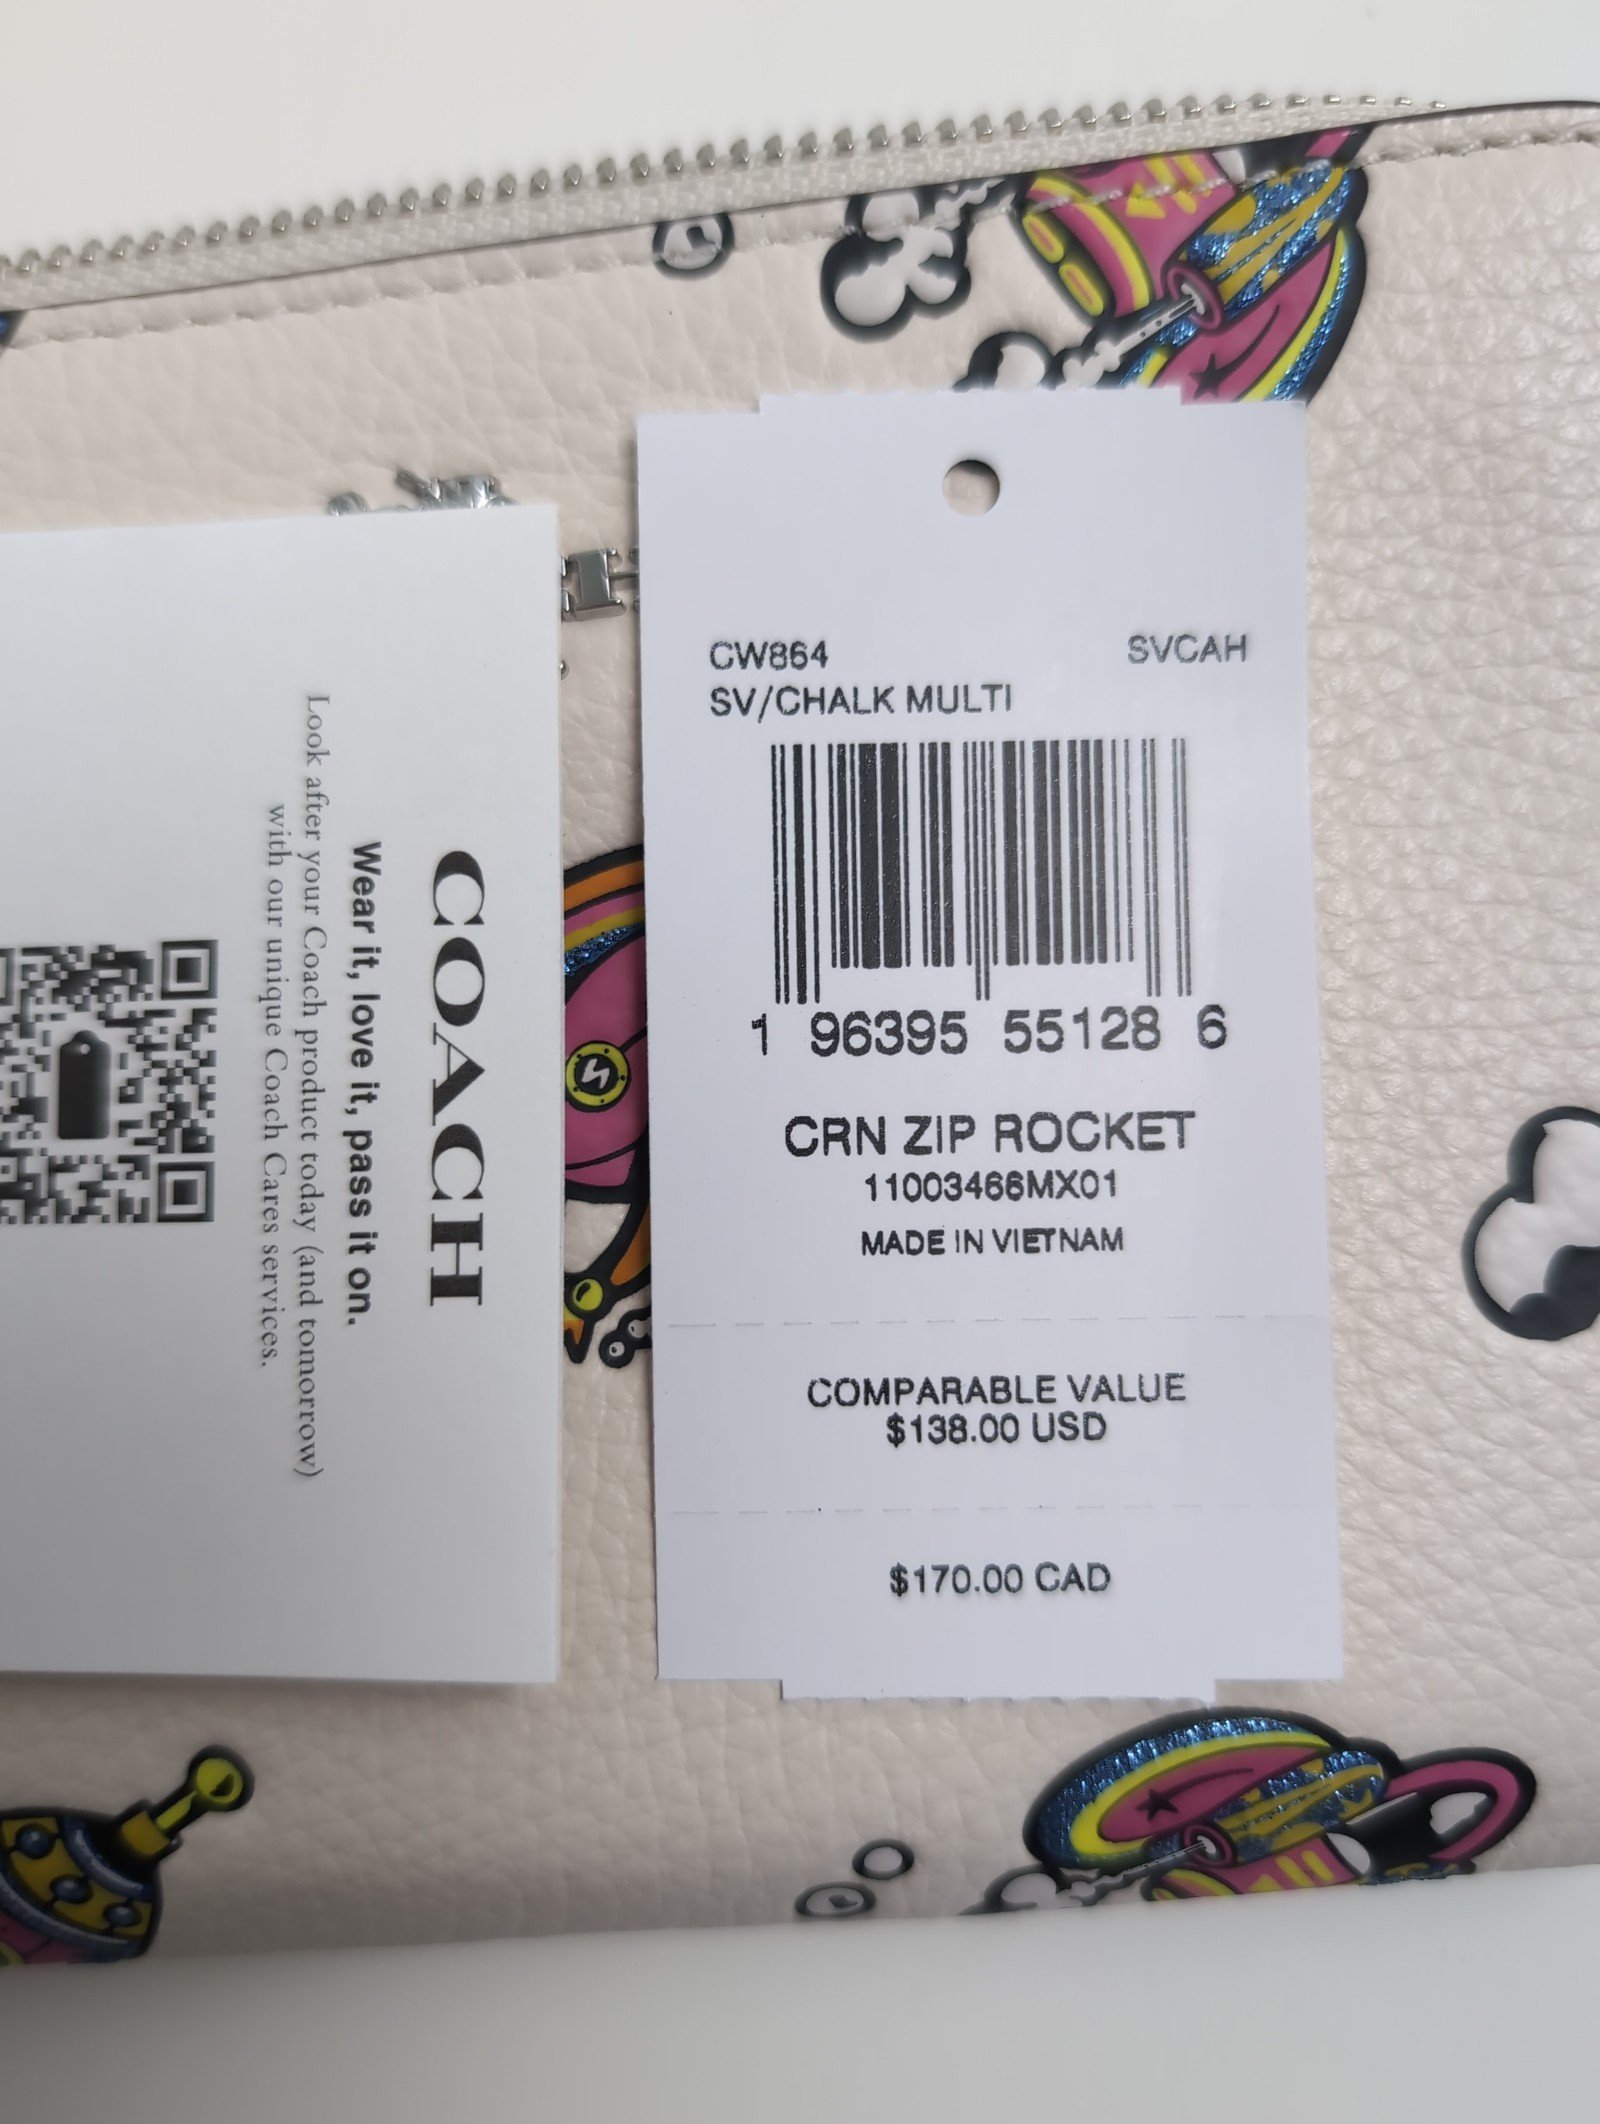 COACH
Wear it, love it, pass it on.
Look after your Coach product today (and tomorrow)
with our unique Coach Cares services.
CW864 SVCAH
SV/CHALK MULTI
1 96395 55128 6
CRN ZIP ROCKET
11003466MX01
MADE IN VIETNAM
COMPARABLE VALUE
$138.00 USD
$170.00 CAD